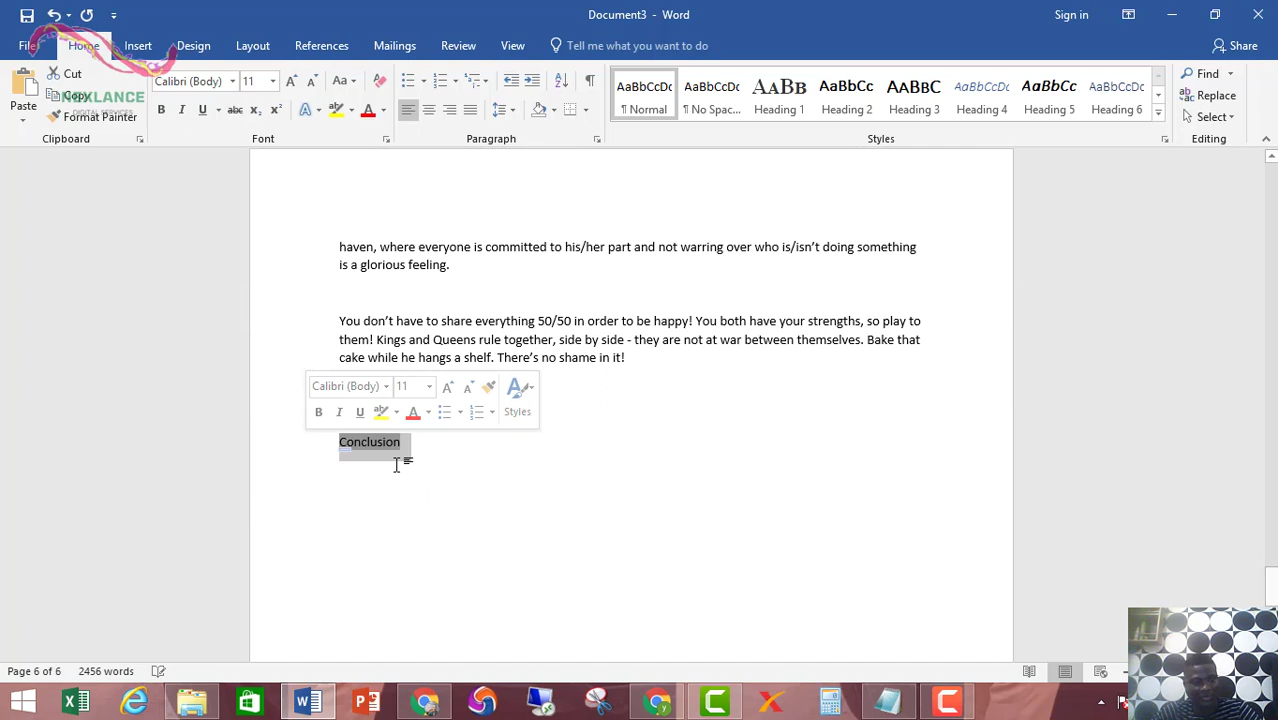 Document3 - Word
Sign in
Home
Insert
Design
Layout
References
Mailings
Review
View
Tell me what you want to do
Share
Paste
Cut
Copy
Format Painter
NEXLANCE
DIGITAL SERVICES
Clipboard
Calibri (Body)
11
Font
Paragraph
AaBbCcDc
¶ Normal
AaBbCcDc
¶ No Spac...
AaBb
Heading 1
AaBbCc
Heading 2
AaBbC
Heading 3
AaBbCcDc
Heading 4
AaBbCc
Heading 5
AaBbCcDc
Heading 6
Styles
Find
Replace
Select
Editing
haven, where everyone is committed to his/her part and not warring over who is/isn’t doing something
is a glorious feeling.
You don’t have to share everything 50/50 in order to be happy! You both have your strengths, so play to
them! Kings and Queens rule together, side by side - they are not at war between themselves. Bake that
cake while he hangs a shelf. There’s no shame in it!
Calibri (Body)
11
Styles
Conclusion
Page 6 of 6
2456 words